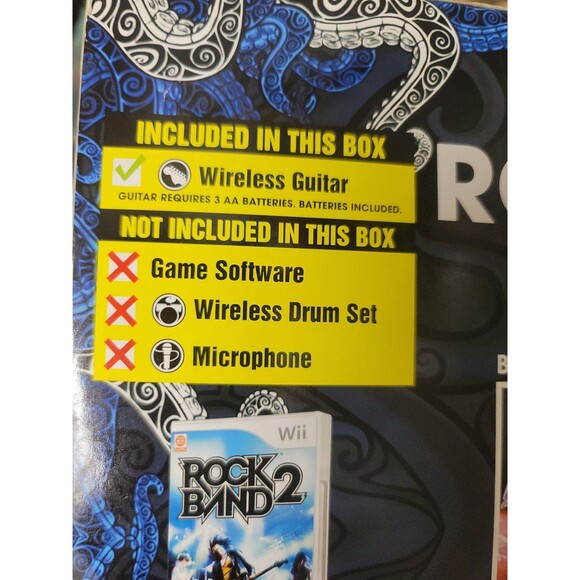 INCLUDED IN THIS BOX
Wireless Guitar
GUITAR REQUIRES 3 AA BATTERIES. BATTERIES INCLUDED.
NOT INCLUDED IN THIS BOX
Game Software
Wireless Drum Set
Microphone
Wii
ROCK
BAND 2